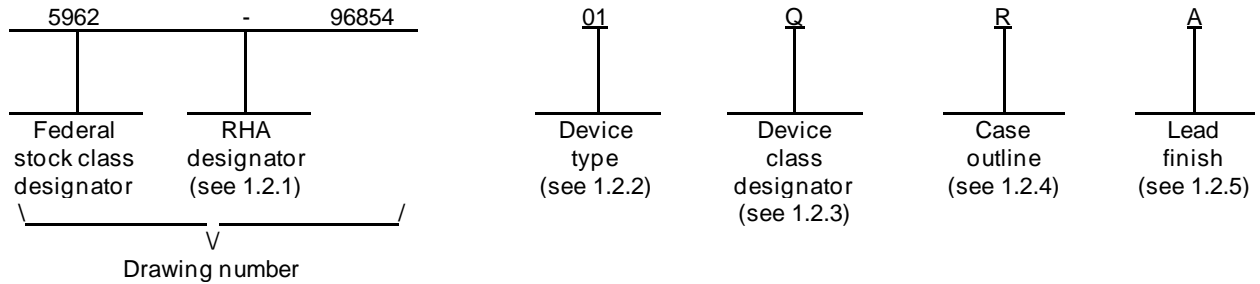 5962 - 96854 01 Q R A
Federal stock class designator
RHA designator (see 1.2.1)
Device type (see 1.2.2)
Device class designator (see 1.2.3)
Case outline (see 1.2.4)
Lead finish (see 1.2.5)
\ /
\/
Drawing number